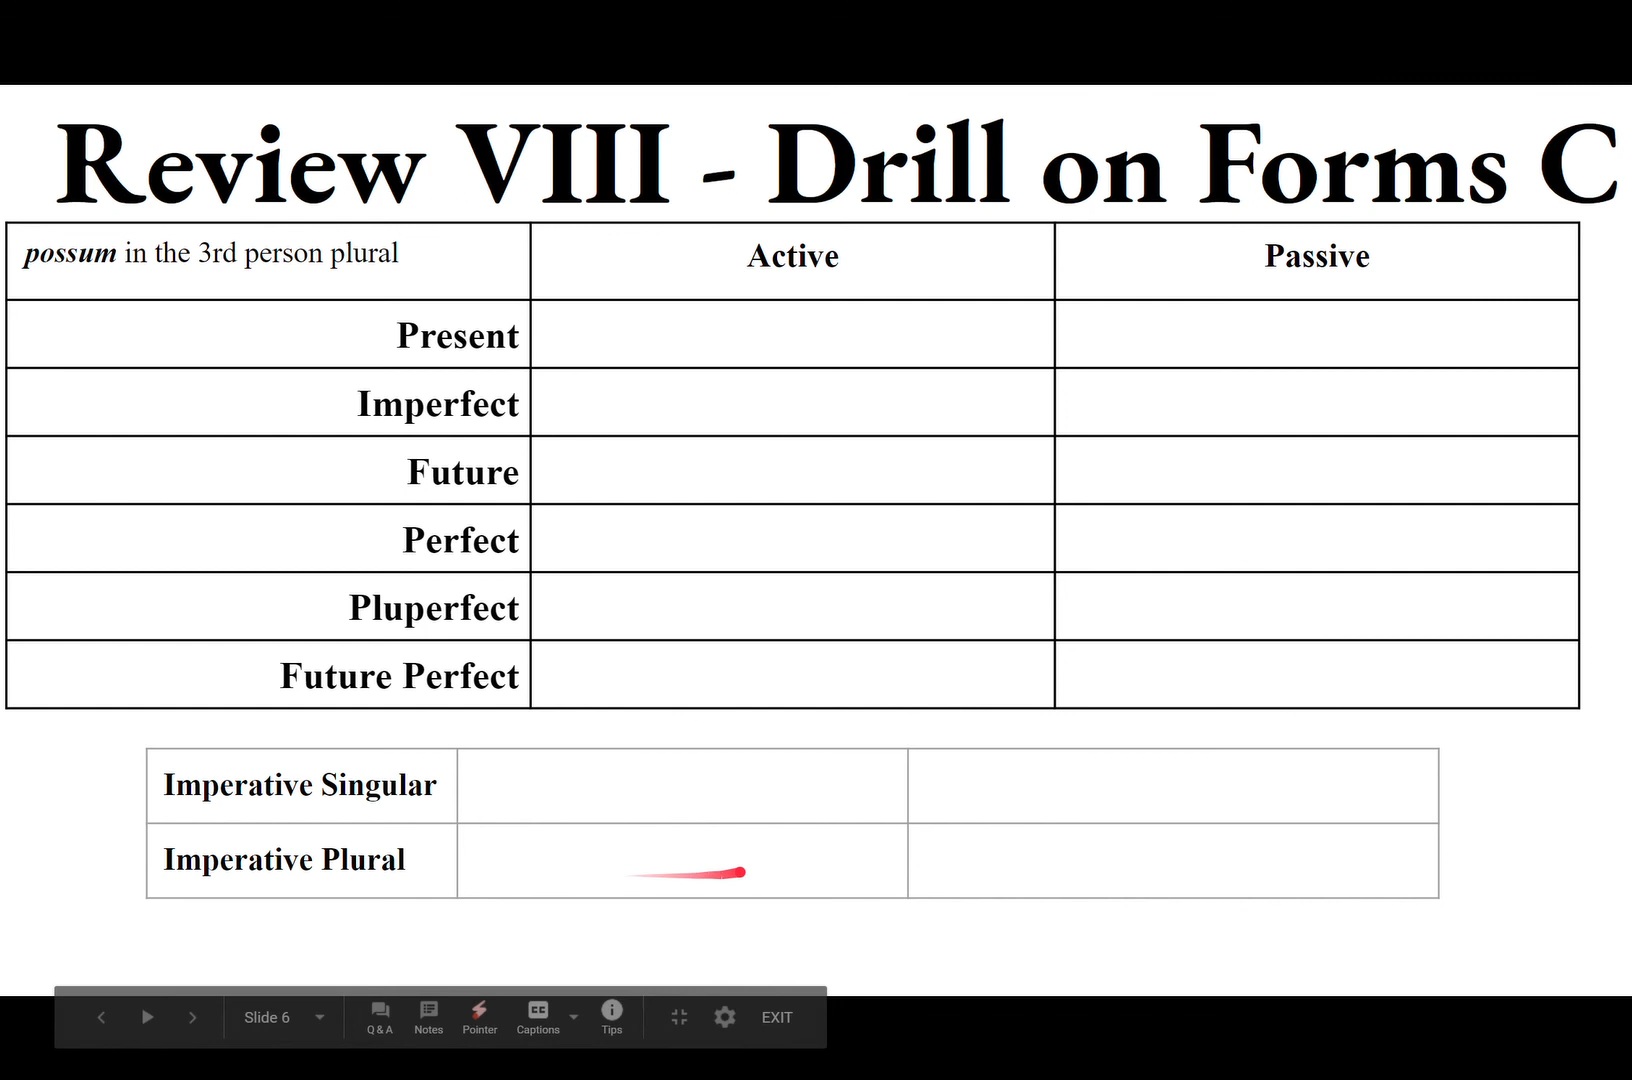 Review VIII - Drill on Forms C
possum in the 3rd person plural Active Passive
Present
Imperfect
Future
Perfect
Pluperfect
Future Perfect
Imperative Singular
Imperative Plural
Slide 6 Q & A Notes Pointer CC Captions Tips EXIT